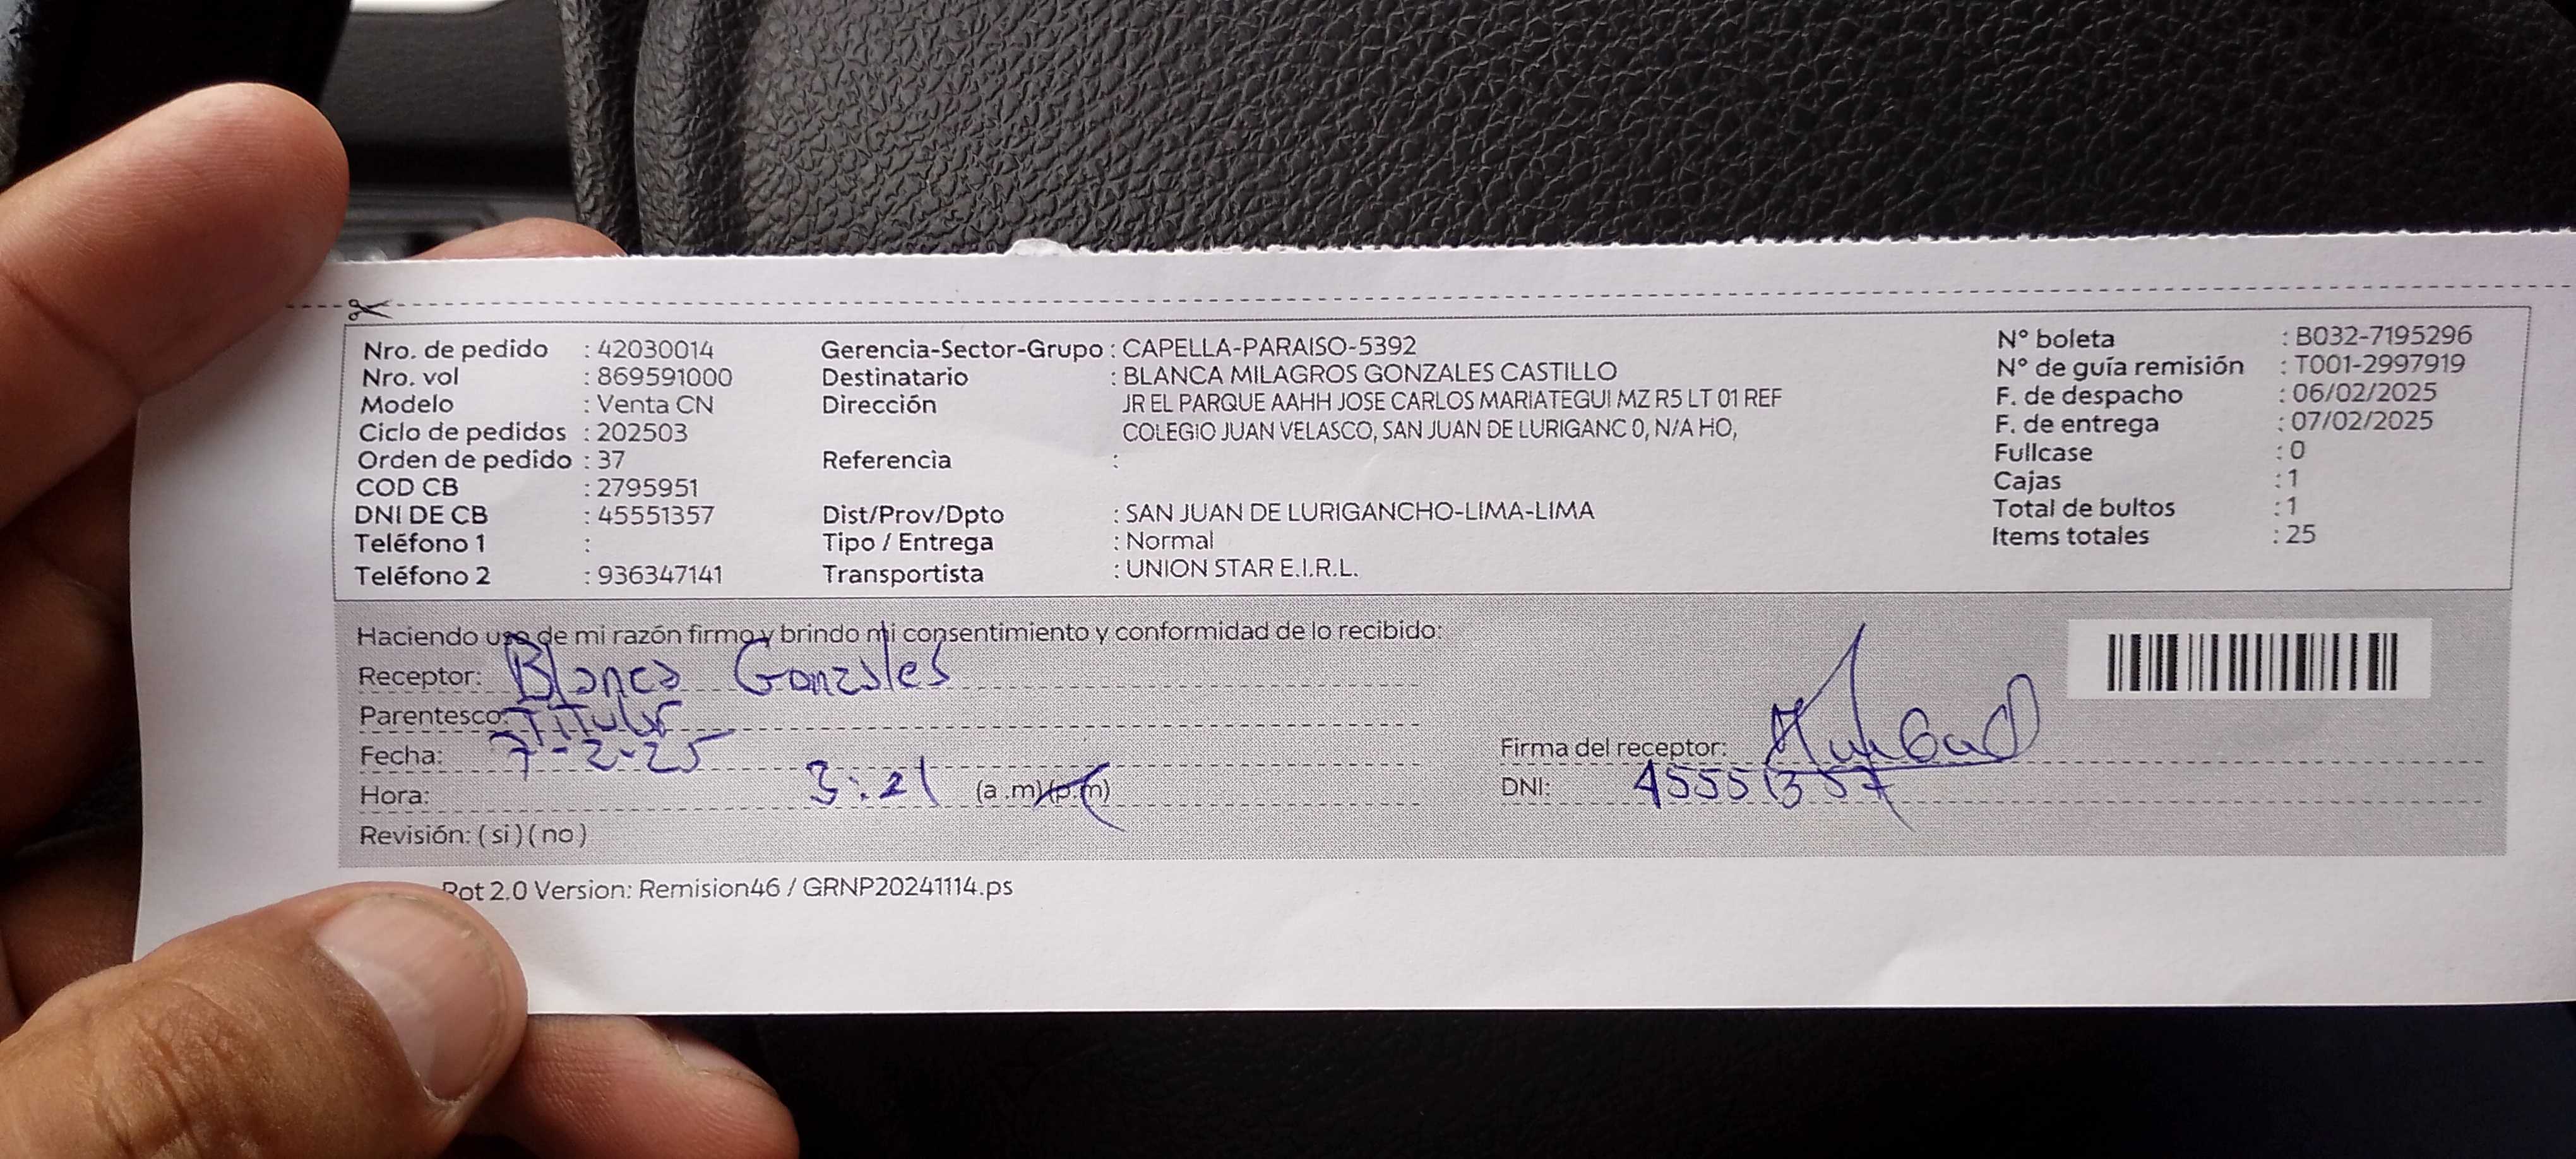 Nro. de pedido : 42030014
Nro. vol : 869591000
Modelo : Venta CN
Ciclo de pedidos : 202503
Orden de pedido : 37
COD CB : 2795951
DNI DE CB : 45551357
Teléfono 1 :
Teléfono 2 : 936347141
Gerencia-Sector-Grupo : CAPELLA-PARAISO-5392
Destinatario : BLANCA MILAGROS GONZALES CASTILLO
Dirección JR EL PARQUE AAHH JOSE CARLOS MARIATEGUI MZ R5 LT 01 REF
COLEGIO JUAN VELASCO, SAN JUAN DE LURIGANC 0, N/A HO,
Referencia :
Dist/Prov/Dpto : SAN JUAN DE LURIGANCHO-LIMA-LIMA
Tipo / Entrega : Normal
Transportista : UNION STAR E.I.R.L.
N° boleta : B032-7195296
N° de guía remisión : T001-2997919
F. de despacho : 06/02/2025
F. de entrega : 07/02/2025
Fullcase : 0
Cajas : 1
Total de bultos : 1
Items totales : 25
Haciendo uso de mi razón firmo y brindo mi consentimiento y conformidad de lo recibido:
Receptor: Blanca Gonzales
Parentesco: Titular
Fecha: 7-2-25
Hora: 3:21 (a.m)(p.m)
Revisión: (si)(no)
Firma del receptor:
DNI: 45551357
Rot 2.0 Version: Remision46 / GRNP20241114.ps